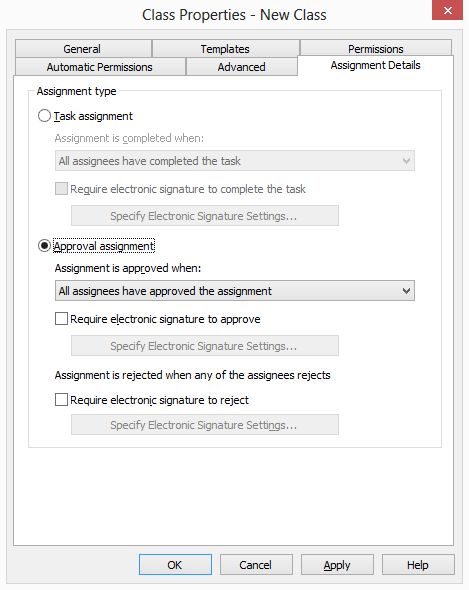 Class Properties - New Class
General Templates Permissions
Automatic Permissions Advanced Assignment Details
Assignment type
Task assignment
Assignment is completed when:
All assignees have completed the task
Require electronic signature to complete the task
Specify Electronic Signature Settings...
Approval assignment
Assignment is approved when:
All assignees have approved the assignment
Require electronic signature to approve
Specify Electronic Signature Settings...
Assignment is rejected when any of the assignees rejects
Require electronic signature to reject
Specify Electronic Signature Settings...
OK Cancel Apply Help